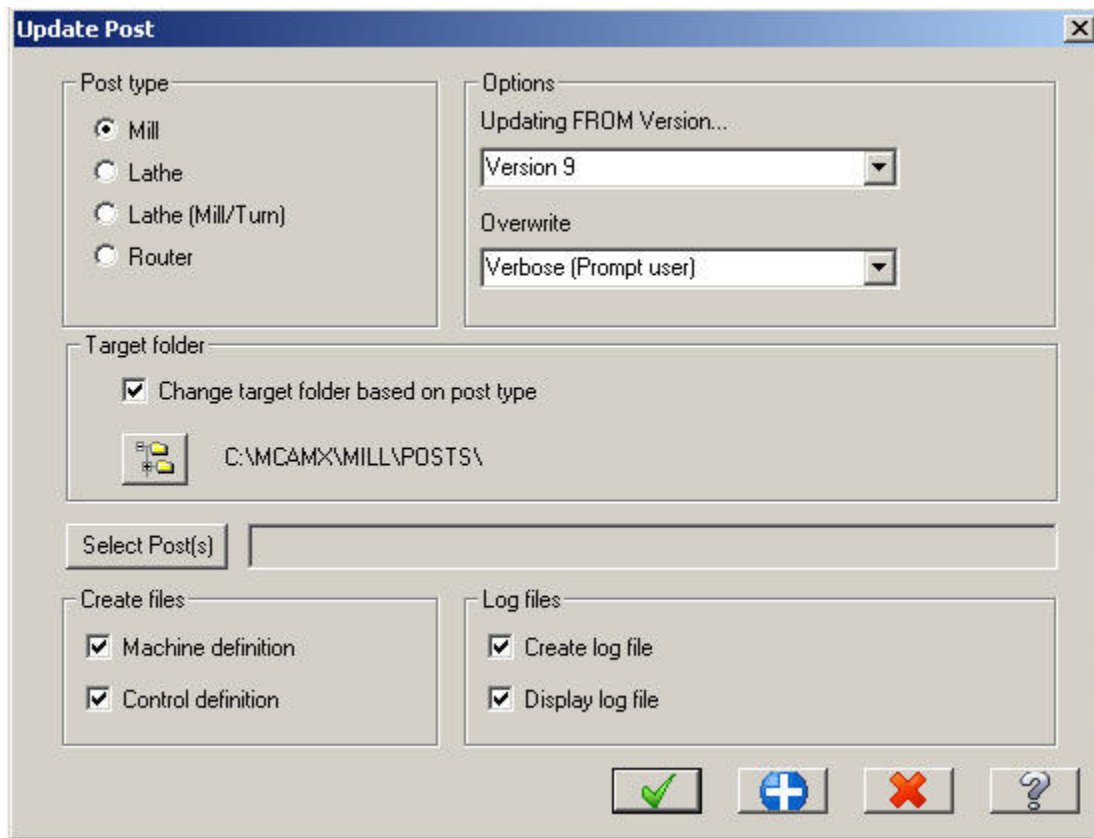 Update Post
Post type
Mill
Lathe
Lathe (Mill/Turn)
Router
Options
Updating FROM Version...
Version 9
Overwrite
Verbose (Prompt user)
Target folder
Change target folder based on post type
C:\MCAMX\MILL\POSTS\
Select Post(s)
Create files
Machine definition
Control definition
Log files
Create log file
Display log file